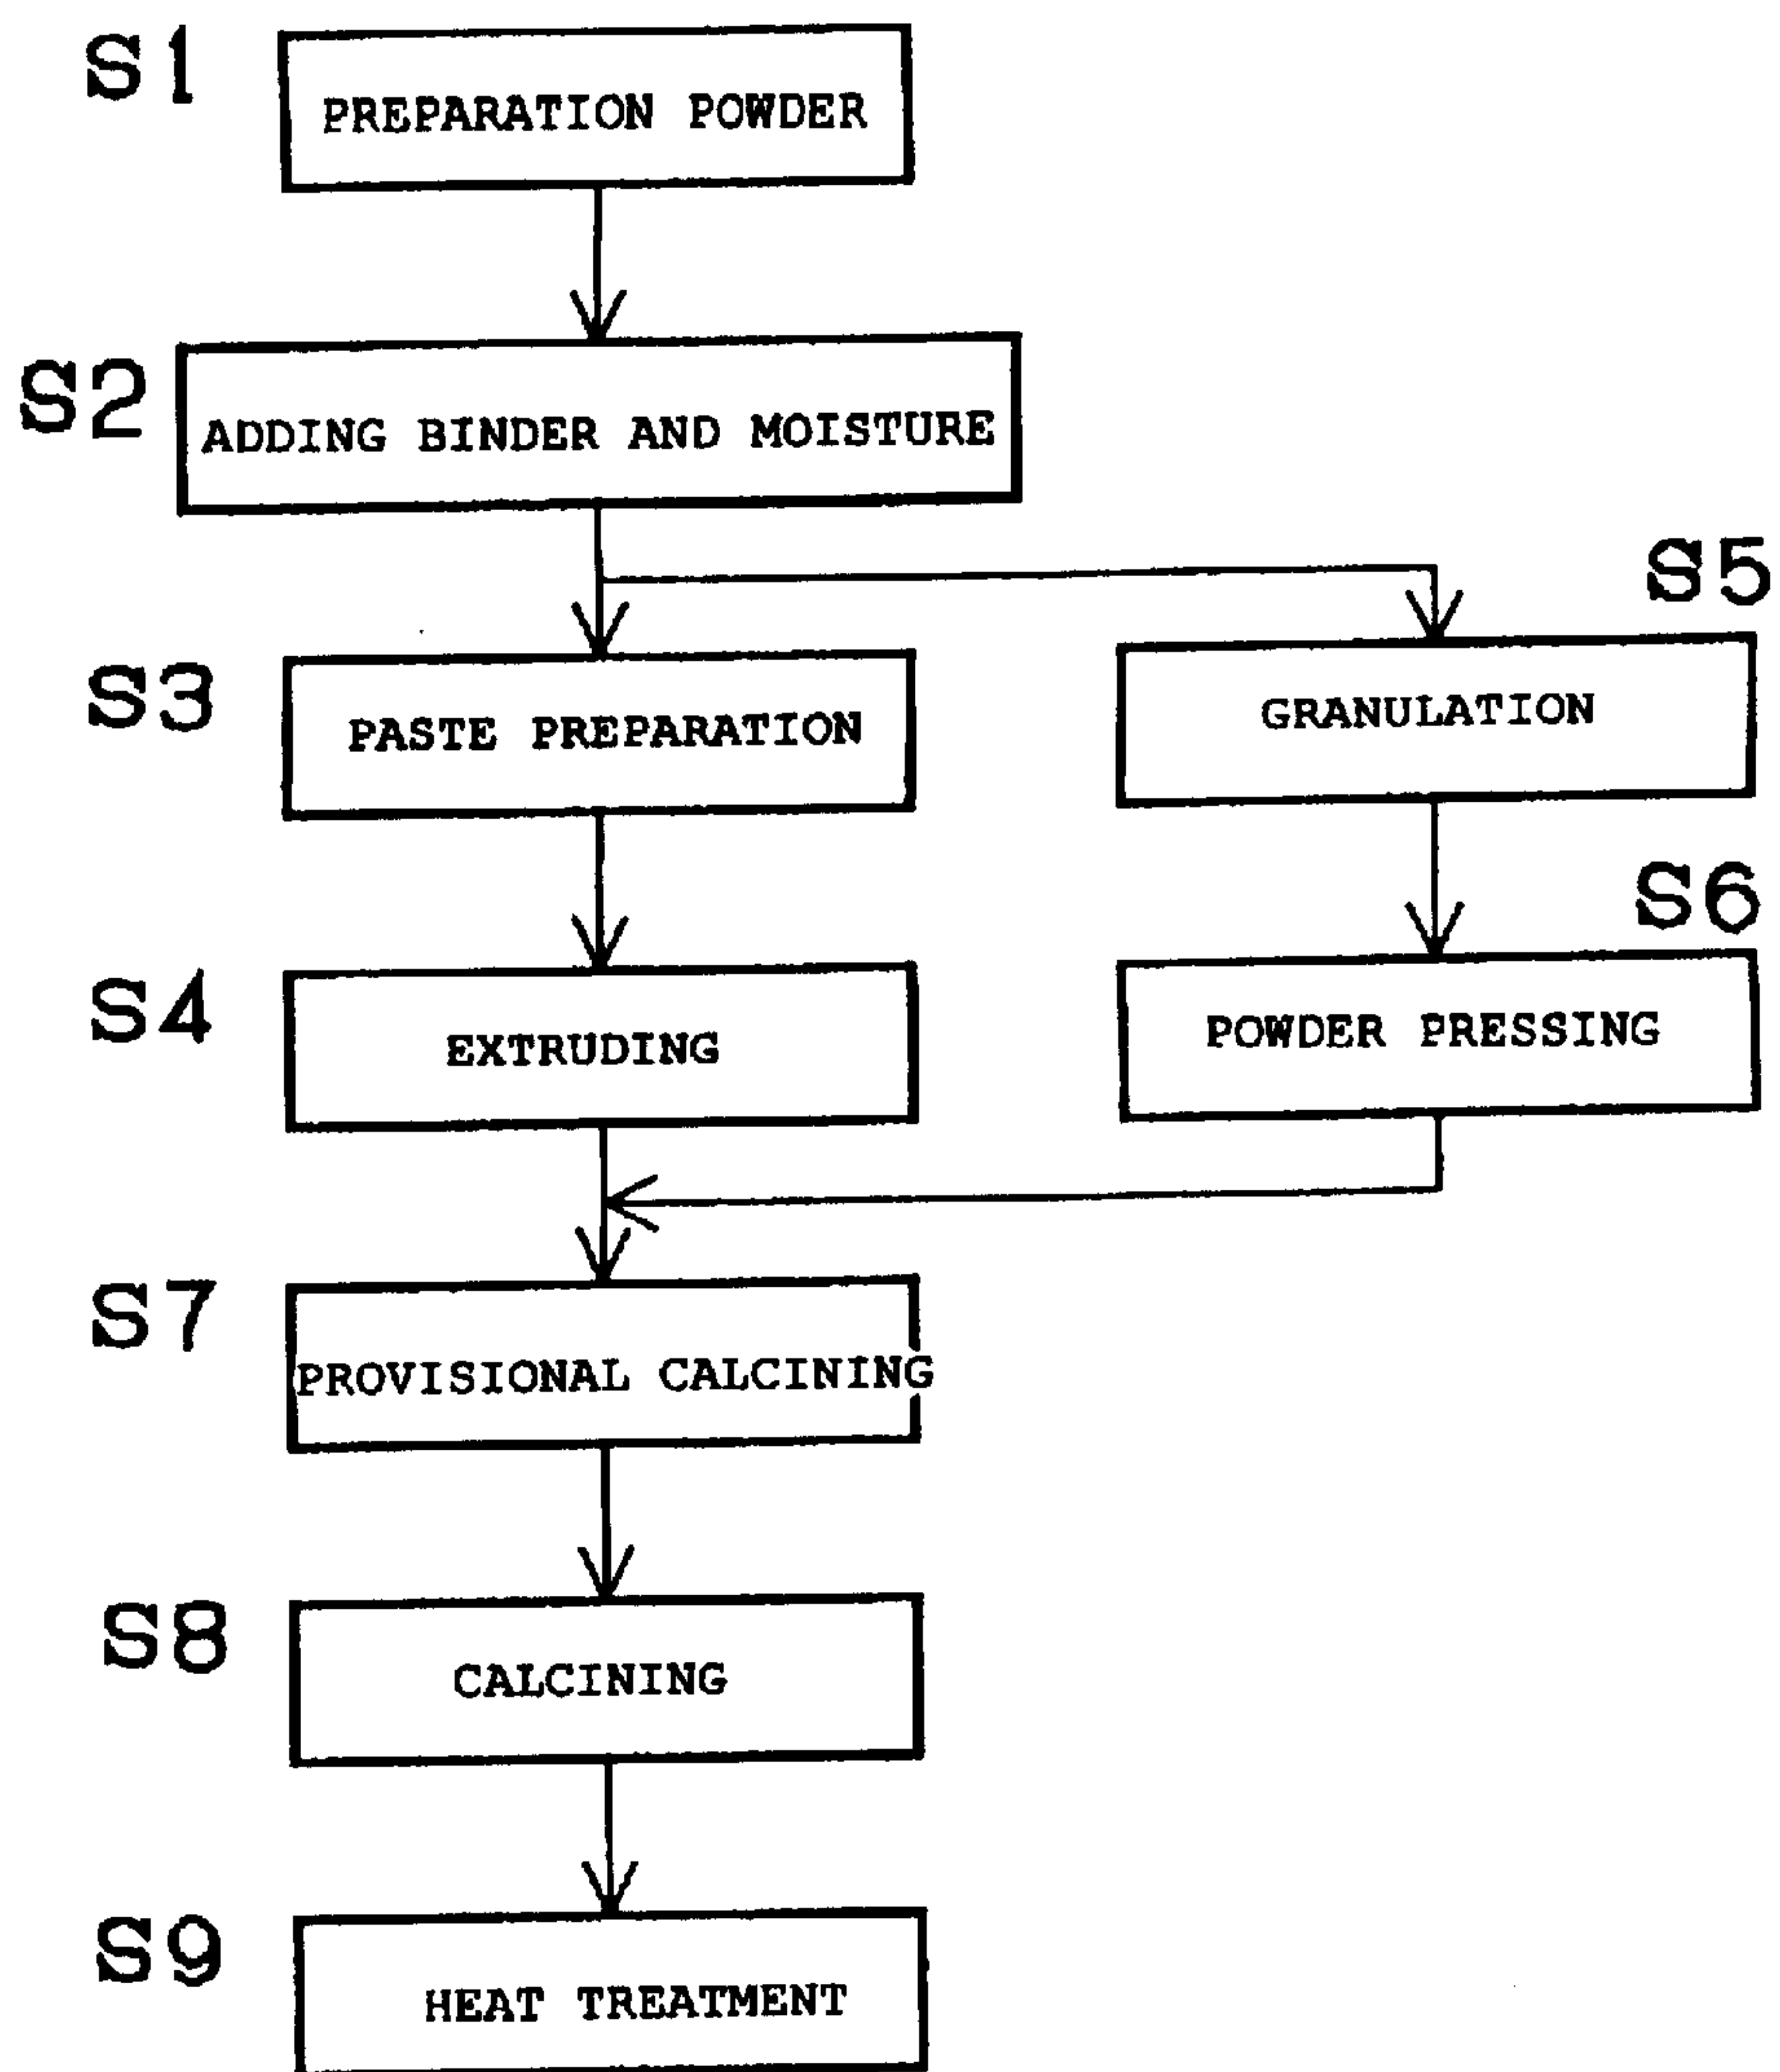 S1
PREPARATION POWDER
S2
ADDING BINDER AND MOISTURE
S5
S3
PASTE PREPARATION
GRANULATION
S6
S4
EXTRUDING
POWDER PRESSING
S7
PROVISIONAL CALCINING
S8
CALCINING
S9
HEAT TREATMENT